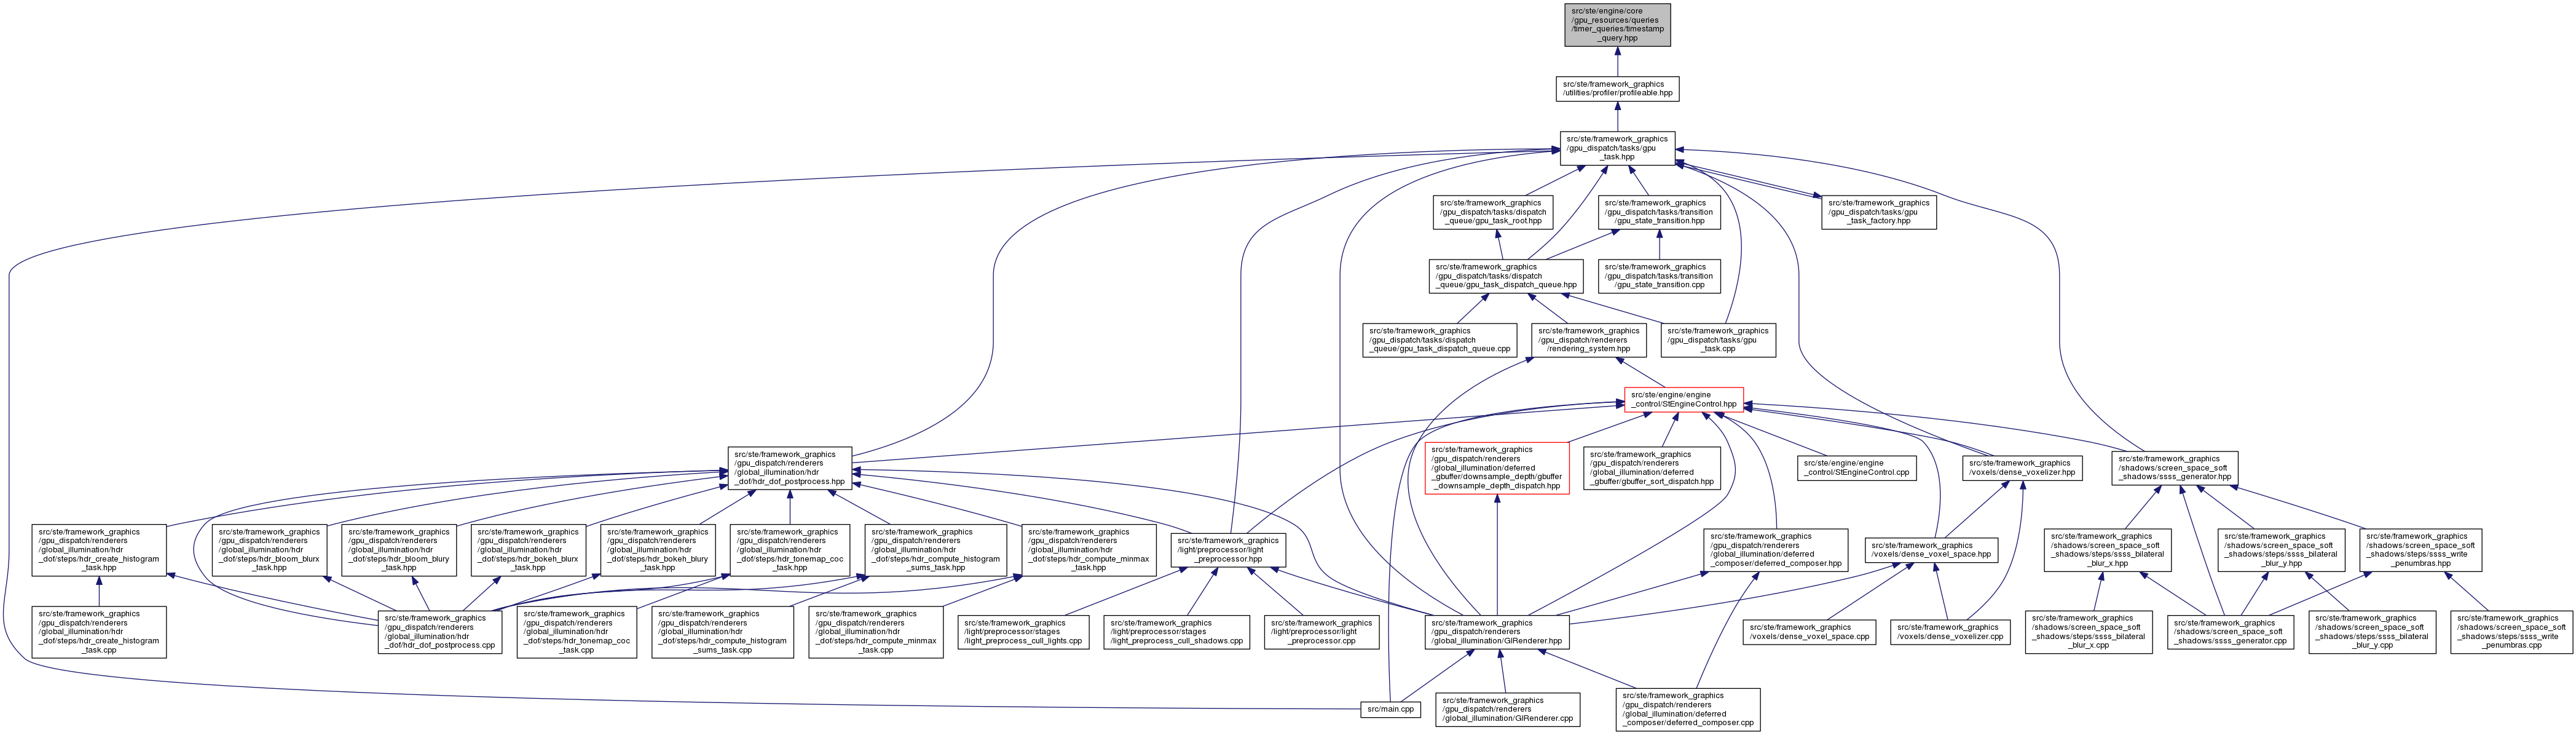 src/ste/engine/core
/gpu_resources/queries
/timer_queries/timestamp
_query.hpp
src/ste/framework_graphics
/utilities/profiler/profileable.hpp
src/ste/framework_graphics
/gpu_dispatch/tasks/gpu
_task.hpp
src/ste/framework_graphics
/gpu_dispatch/tasks/dispatch
_queue/gpu_task_root.hpp
src/ste/framework_graphics
/gpu_dispatch/tasks/transition
/gpu_state_transition.hpp
src/ste/framework_graphics
/gpu_dispatch/tasks/gpu
_task_factory.hpp
src/ste/framework_graphics
/gpu_dispatch/tasks/dispatch
_queue/gpu_task_dispatch_queue.hpp
src/ste/framework_graphics
/gpu_dispatch/tasks/transition
/gpu_state_transition.cpp
src/ste/framework_graphics
/gpu_dispatch/tasks/dispatch
_queue/gpu_task_dispatch_queue.cpp
src/ste/framework_graphics
/gpu_dispatch/renderers
/rendering_system.hpp
src/ste/framework_graphics
/gpu_dispatch/tasks/gpu
_task.cpp
src/ste/engine/engine
_control/StEngineControl.hpp
src/ste/framework_graphics
/gpu_dispatch/renderers
/global_illumination/hdr
_dof/hdr_dof_postprocess.hpp
src/ste/framework_graphics
/gpu_dispatch/renderers
/global_illumination/deferred
_gbuffer/downsample_depth/gbuffer
_downsample_depth_dispatch.hpp
src/ste/framework_graphics
/gpu_dispatch/renderers
/global_illumination/deferred
_gbuffer/gbuffer_sort_dispatch.hpp
src/ste/engine/engine
_control/StEngineControl.cpp
src/ste/framework_graphics
/voxels/dense_voxelizer.hpp
src/ste/framework_graphics
/shadows/screen_space_soft
_shadows/ssss_generator.hpp
src/ste/framework_graphics
/gpu_dispatch/renderers
/global_illumination/hdr
_dof/steps/hdr_create_histogram
_task.hpp
src/ste/framework_graphics
/gpu_dispatch/renderers
/global_illumination/hdr
_dof/steps/hdr_bloom_blurx
_task.hpp
src/ste/framework_graphics
/gpu_dispatch/renderers
/global_illumination/hdr
_dof/steps/hdr_bloom_blury
_task.hpp
src/ste/framework_graphics
/gpu_dispatch/renderers
/global_illumination/hdr
_dof/steps/hdr_bokeh_blurx
_task.hpp
src/ste/framework_graphics
/gpu_dispatch/renderers
/global_illumination/hdr
_dof/steps/hdr_bokeh_blury
_task.hpp
src/ste/framework_graphics
/gpu_dispatch/renderers
/global_illumination/hdr
_dof/steps/hdr_tonemap_coc
_task.hpp
src/ste/framework_graphics
/gpu_dispatch/renderers
/global_illumination/hdr
_dof/steps/hdr_compute_histogram
_sums_task.hpp
src/ste/framework_graphics
/gpu_dispatch/renderers
/global_illumination/hdr
_dof/steps/hdr_compute_minmax
_task.hpp
src/ste/framework_graphics
/light/preprocessor/light
_preprocessor.hpp
src/ste/framework_graphics
/gpu_dispatch/renderers
/global_illumination/deferred
_composer/deferred_composer.hpp
src/ste/framework_graphics
/voxels/dense_voxel_space.hpp
src/ste/framework_graphics
/shadows/screen_space_soft
_shadows/steps/ssss_bilateral
_blur_x.hpp
src/ste/framework_graphics
/shadows/screen_space_soft
_shadows/steps/ssss_bilateral
_blur_y.hpp
src/ste/framework_graphics
/shadows/screen_space_soft
_shadows/steps/ssss_write
_penumbras.hpp
src/ste/framework_graphics
/gpu_dispatch/renderers
/global_illumination/hdr
_dof/steps/hdr_create_histogram
_task.cpp
src/ste/framework_graphics
/gpu_dispatch/renderers
/global_illumination/hdr
_dof/hdr_dof_postprocess.cpp
src/ste/framework_graphics
/gpu_dispatch/renderers
/global_illumination/hdr
_dof/steps/hdr_tonemap_coc
_task.cpp
src/ste/framework_graphics
/gpu_dispatch/renderers
/global_illumination/hdr
_dof/steps/hdr_compute_histogram
_sums_task.cpp
src/ste/framework_graphics
/gpu_dispatch/renderers
/global_illumination/hdr
_dof/steps/hdr_compute_minmax
_task.cpp
src/ste/framework_graphics
/light/preprocessor/stages
/light_preprocess_cull_lights.cpp
src/ste/framework_graphics
/light/preprocessor/stages
/light_preprocess_cull_shadows.cpp
src/ste/framework_graphics
/light/preprocessor/light
_preprocessor.cpp
src/ste/framework_graphics
/gpu_dispatch/renderers
/global_illumination/GIRenderer.hpp
src/ste/framework_graphics
/voxels/dense_voxel_space.cpp
src/ste/framework_graphics
/voxels/dense_voxelizer.cpp
src/ste/framework_graphics
/shadows/screen_space_soft
_shadows/steps/ssss_bilateral
_blur_x.cpp
src/ste/framework_graphics
/shadows/screen_space_soft
_shadows/ssss_generator.cpp
src/ste/framework_graphics
/shadows/screen_space_soft
_shadows/steps/ssss_bilateral
_blur_y.cpp
src/ste/framework_graphics
/shadows/screen_space_soft
_shadows/steps/ssss_write
_penumbras.cpp
src/main.cpp
src/ste/framework_graphics
/gpu_dispatch/renderers
/global_illumination/GIRenderer.cpp
src/ste/framework_graphics
/gpu_dispatch/renderers
/global_illumination/deferred
_composer/deferred_composer.cpp